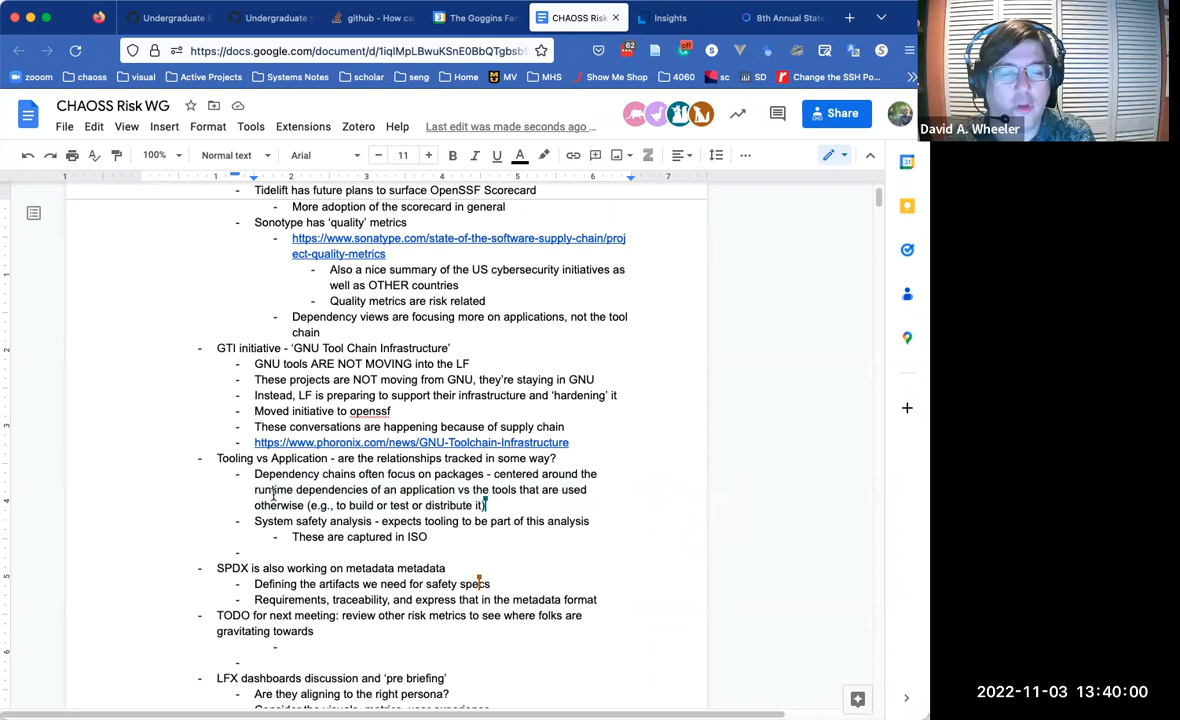 Undergraduate S
Undergraduate
github - How ca
The Goggins Fa
CHAOSS Risk
Insights
8th Annual Stat
https://docs.google.com/document/d/1iqIMpLBwuKSnE0BbQTgbsb
62
off
zooom
chaoss
visual
Active Projects
Systems Notes
scholar
seng
Home
MV
MHS
Show Me Shop
4060
sc
SD
Change the SSH Po...
David A. Wheeler
CHAOSS Risk WG
File Edit View Insert Format Tools Extensions Zotero Help
Last edit was made seconds ago ...
Share
100%
Normal text
Arial
11
- Tidelift has future plans to surface OpenSSF Scorecard
- More adoption of the scorecard in general
- Sonotype has ‘quality’ metrics
- https://www.sonatype.com/state-of-the-software-supply-chain/proj
ect-quality-metrics
- Also a nice summary of the US cybersecurity initiatives as
well as OTHER countries
- Quality metrics are risk related
- Dependency views are focusing more on applications, not the tool
chain
- GTI initiative - ‘GNU Tool Chain Infrastructure’
- GNU tools ARE NOT MOVING into the LF
- These projects are NOT moving from GNU, they’re staying in GNU
- Instead, LF is preparing to support their infrastructure and ‘hardening’ it
- Moved initiative to openssf
- These conversations are happening because of supply chain
- https://www.phoronix.com/news/GNU-Toolchain-Infrastructure
- Tooling vs Application - are the relationships tracked in some way?
- Dependency chains often focus on packages - centered around the
runtime dependencies of an application vs the tools that are used
otherwise (e.g., to build or test or distribute it)
- System safety analysis - expects tooling to be part of this analysis
- These are captured in ISO
-
- SPDX is also working on metadata metadata
- Defining the artifacts we need for safety specs
- Requirements, traceability, and express that in the metadata format
- TODO for next meeting: review other risk metrics to see where folks are
gravitating towards
-
-
- LFX dashboards discussion and ‘pre briefing’
- Are they aligning to the right persona?
- Consider the visuals, metrics, user experience
2022-11-03 13:40:00